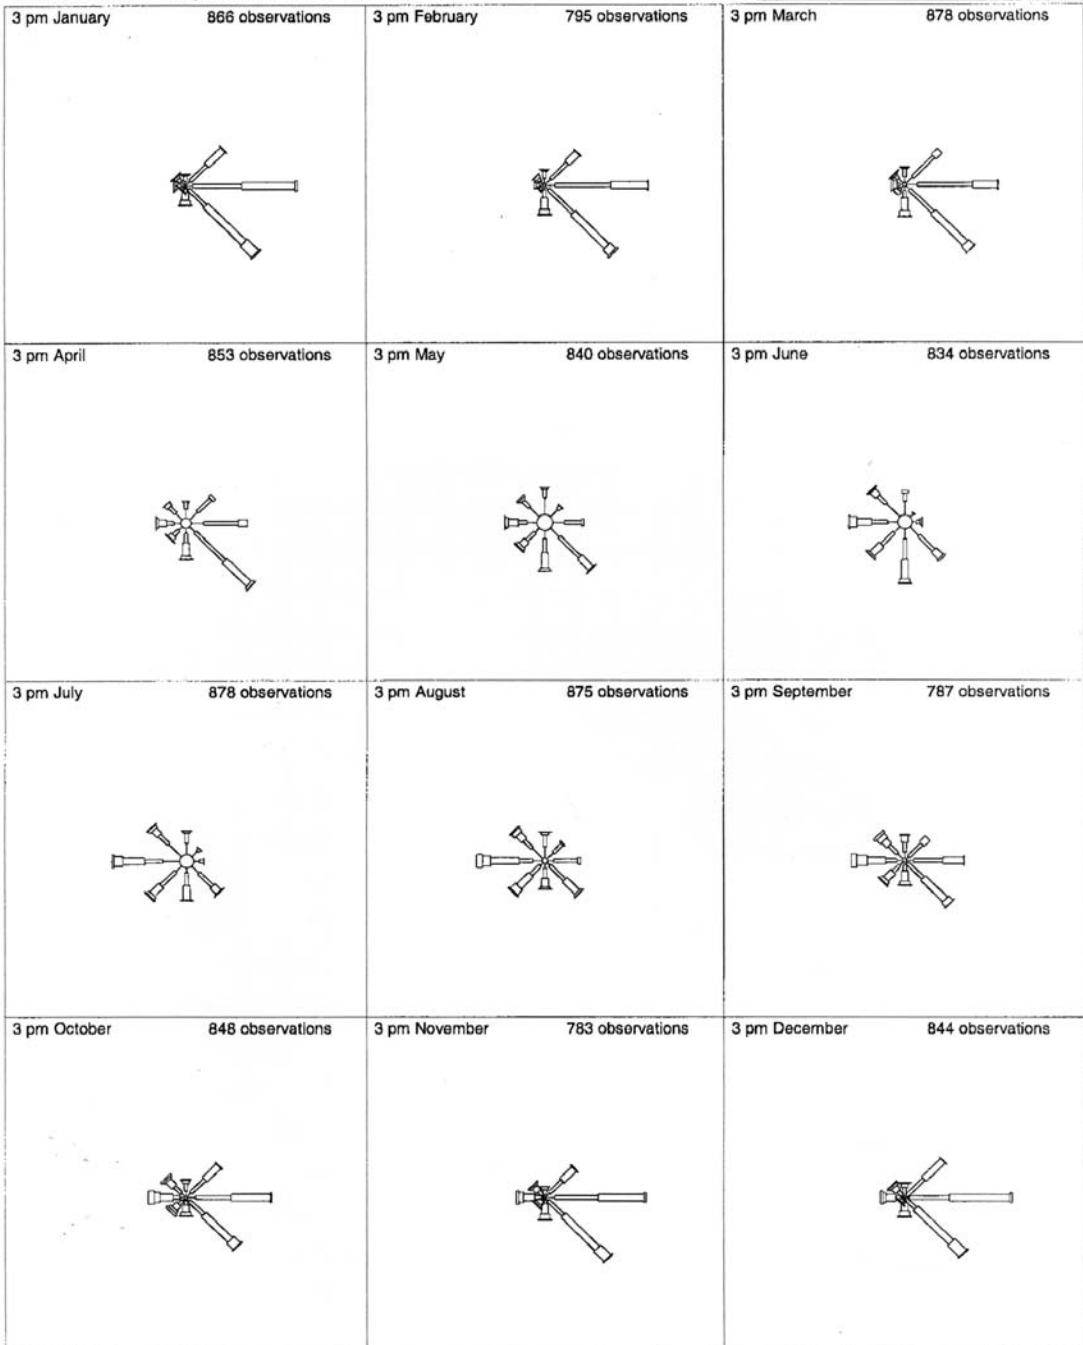 3 pm January 866 observations
3 pm February 795 observations
3 pm March 878 observations
3 pm April 853 observations
3 pm May 840 observations
3 pm June 834 observations
3 pm July 878 observations
3 pm August 875 observations
3 pm September 787 observations
3 pm October 848 observations
3 pm November 783 observations
3 pm December 844 observations